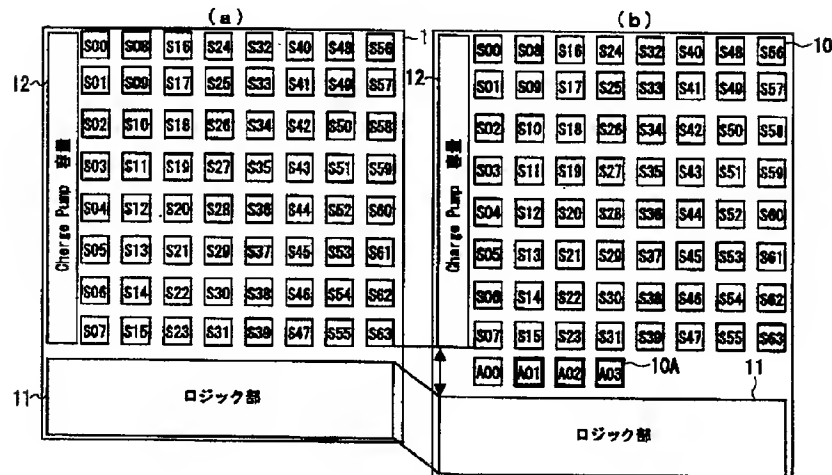 (a)
1
S00 S08 S16 S24 S32 S40 S48 S56
S01 S09 S17 S25 S33 S41 S49 S57
S02 S10 S18 S26 S34 S42 S50 S58
S03 S11 S19 S27 S35 S43 S51 S59
S04 S12 S20 S28 S36 S44 S52 S60
S05 S13 S21 S29 S37 S45 S53 S61
S06 S14 S22 S30 S38 S46 S54 S62
S07 S15 S23 S31 S39 S47 S55 S63
12
Charge Pump 容量
11
ロジック部
(b)
10
S00 S08 S16 S24 S32 S40 S48 S56
S01 S09 S17 S25 S33 S41 S49 S57
S02 S10 S18 S26 S34 S42 S50 S58
S03 S11 S19 S27 S35 S43 S51 S59
S04 S12 S20 S28 S36 S44 S52 S60
S05 S13 S21 S29 S37 S45 S53 S61
S06 S14 S22 S30 S38 S46 S54 S62
S07 S15 S23 S31 S39 S47 S55 S63
A00 A01 A02 A03
10A
12
Charge Pump 容量
11
ロジック部